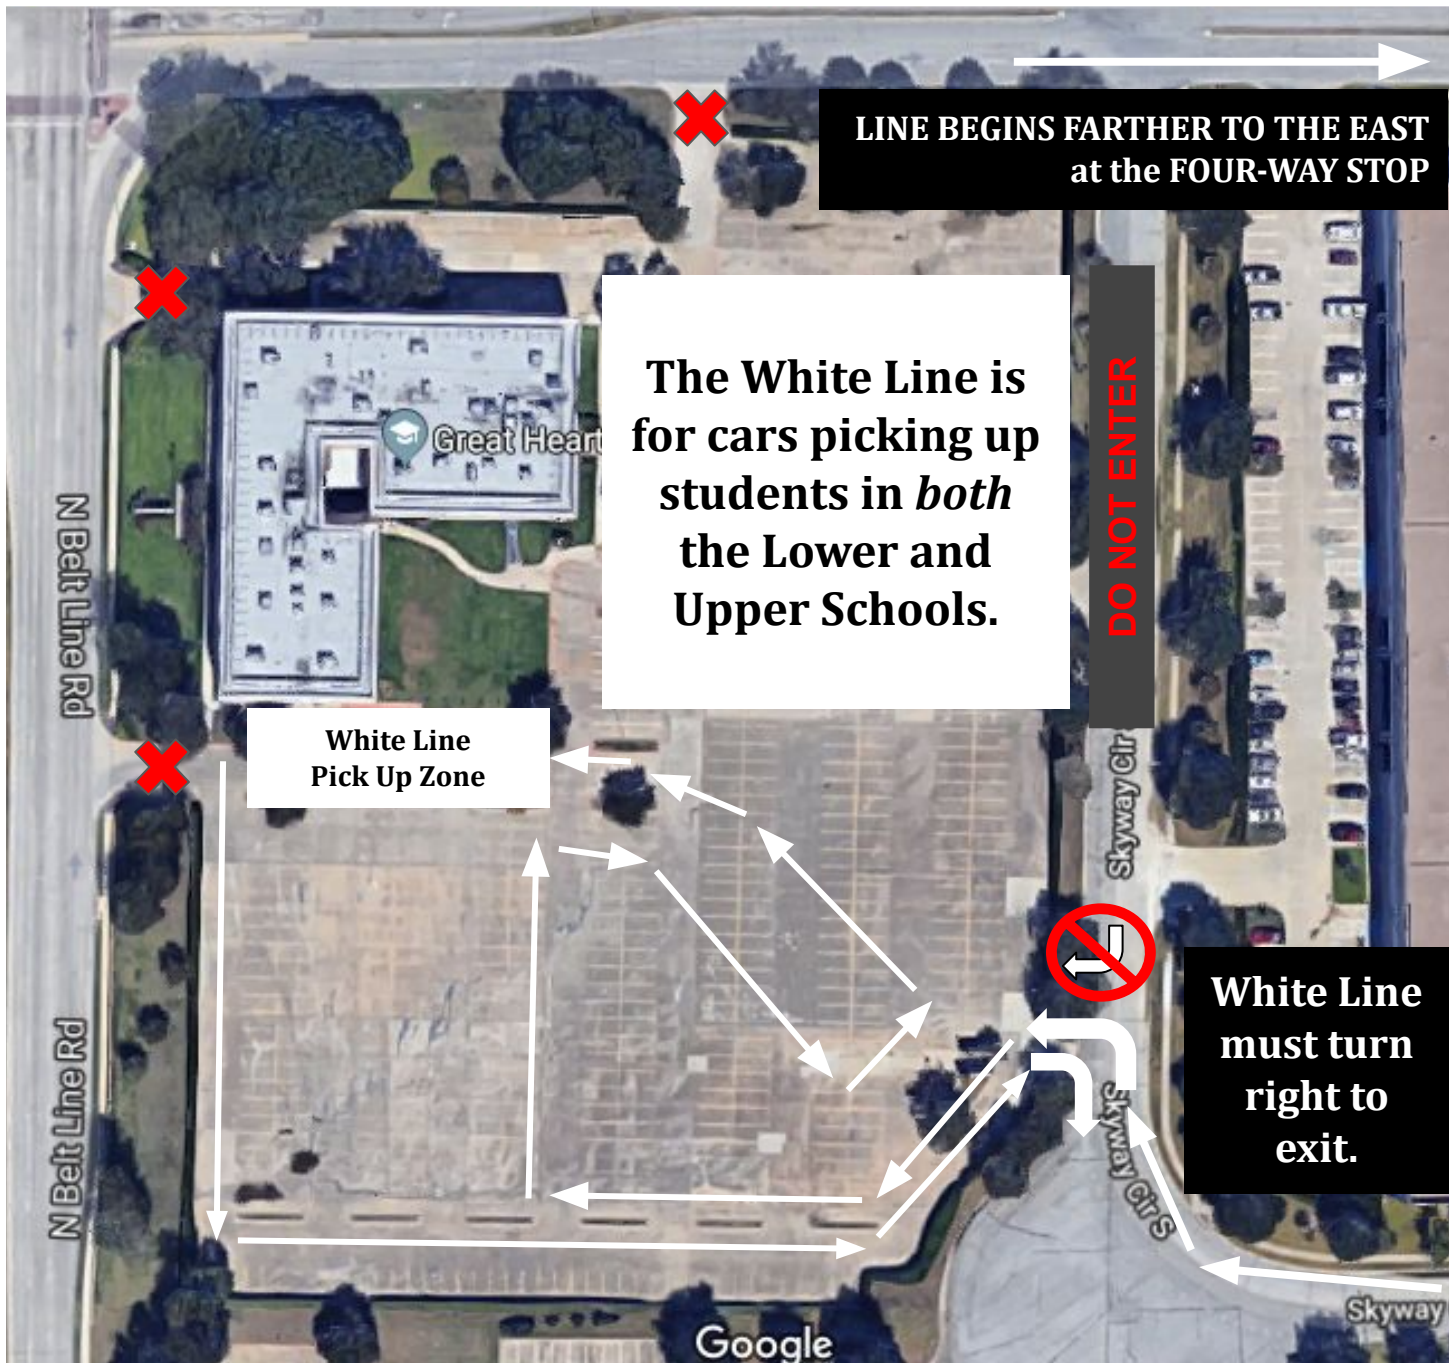 LINE BEGINS FARTHER TO THE EAST
at the FOUR-WAY STOP
The White Line is
for cars picking up
students in both
the Lower and
Upper Schools.
DO NOT ENTER
Great Heart
N Belt Line Rd
White Line
Pick Up Zone
Skyway Cir
White Line
must turn
right to
exit.
N Belt Line Rd
Skyway Cir S
Skyway
Google